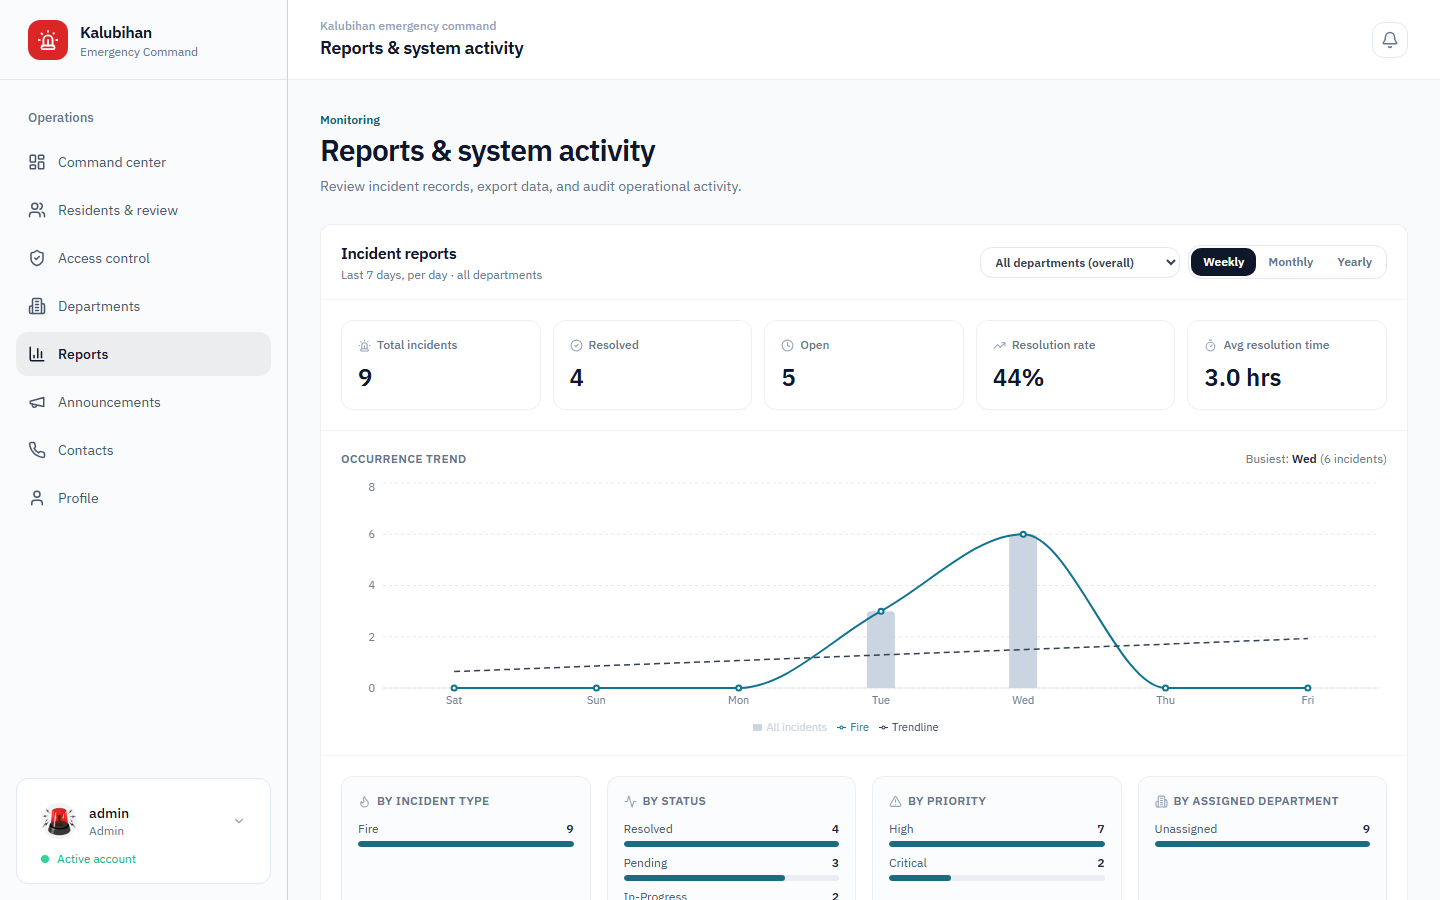 Kalubihan
Emergency Command
Operations
Command center
Residents & review
Access control
Departments
Reports
Announcements
Contacts
Profile
admin
Admin
Active account
Kalubihan emergency command
Reports & system activity
Monitoring
Reports & system activity
Review incident records, export data, and audit operational activity.
Incident reports
Last 7 days, per day · all departments
All departments (overall)
Weekly Monthly Yearly
Total incidents
9
Resolved
4
Open
5
Resolution rate
44%
Avg resolution time
3.0 hrs
OCCURRENCE TREND
Busiest: Wed (6 incidents)
8
6
4
2
0
Sat Sun Mon Tue Wed Thu Fri
All incidents Fire Trendline
BY INCIDENT TYPE
Fire 9
BY STATUS
Resolved 4
Pending 3
In-Progress 2
BY PRIORITY
High 7
Critical 2
BY ASSIGNED DEPARTMENT
Unassigned 9